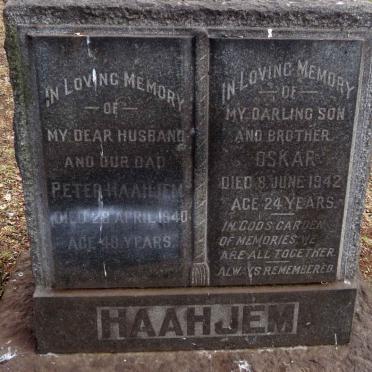 IN LOVING MEMORY
– OF –
MY DEAR HUSBAND
AND OUR DAD
PETER HAAHJEM
DIED 28 APRIL 1940
AGE 48 YEARS.
IN LOVING MEMORY
– OF –
MY DARLING SON
AND BROTHER
OSKAR
DIED 8 JUNE 1942
AGE 24 YEARS.
IN GODS GARDEN
OF MEMORIES WE
ARE ALL TOGETHER.
ALWAYS REMEMBERED.
HAAHJEM